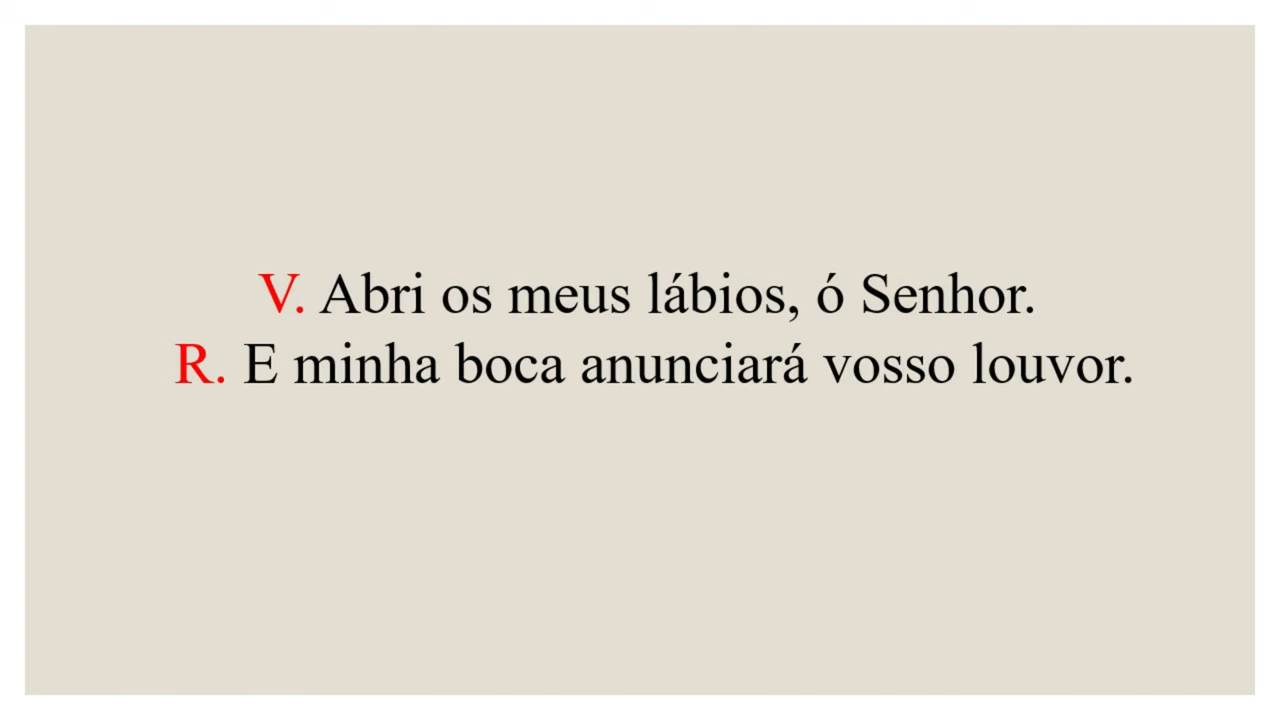 V. Abri os meus lábios, ó Senhor.
R. E minha boca anunciará vosso louvor.